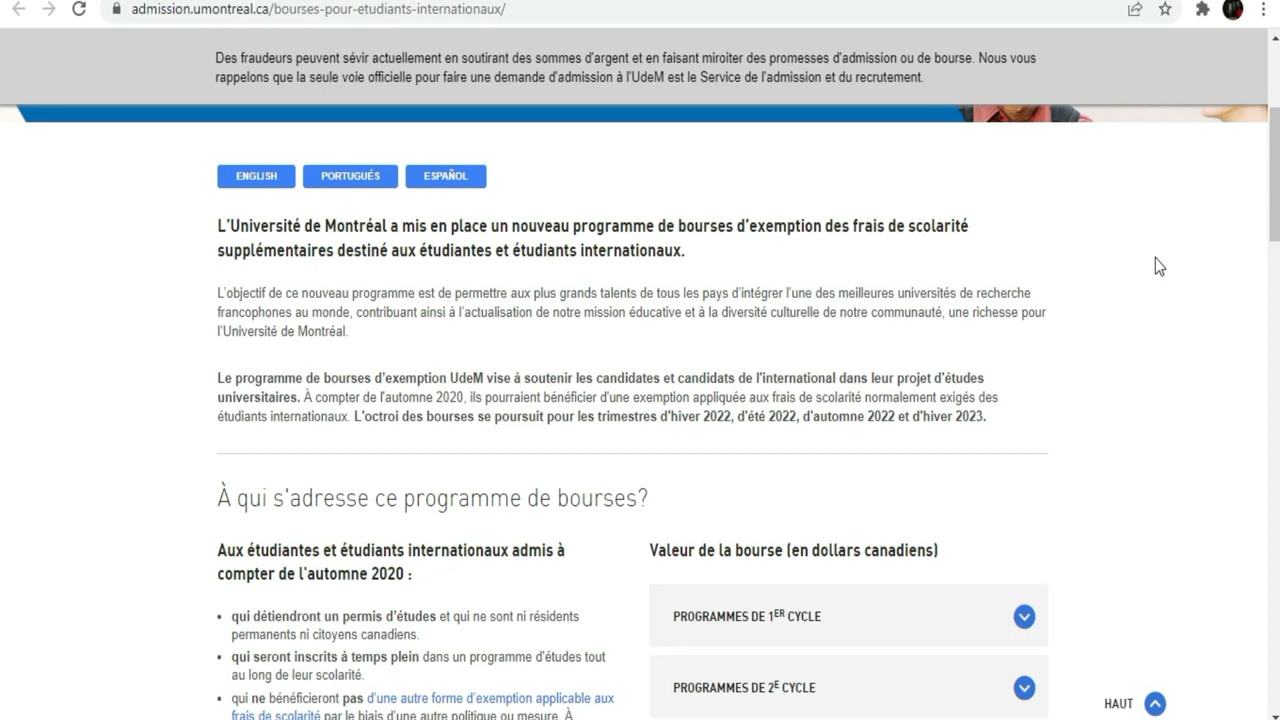 admission.umontreal.ca/bourses-pour-etudiants-internationaux/
Des fraudeurs peuvent sévir actuellement en soutirant des sommes d'argent et en faisant miroiter des promesses d'admission ou de bourse. Nous vous
rappelons que la seule voie officielle pour faire une demande d'admission à l'UdeM est le Service de l'admission et du recrutement.
ENGLISH PORTUGUÉS ESPAÑOL
L'Université de Montréal a mis en place un nouveau programme de bourses d'exemption des frais de scolarité
supplémentaires destiné aux étudiantes et étudiants internationaux.
L'objectif de ce nouveau programme est de permettre aux plus grands talents de tous les pays d'intégrer l'une des meilleures universités de recherche
francophones au monde, contribuant ainsi à l'actualisation de notre mission éducative et à la diversité culturelle de notre communauté, une richesse pour
l'Université de Montréal.
Le programme de bourses d'exemption UdeM vise à soutenir les candidates et candidats de l'international dans leur projet d'études
universitaires. À compter de l'automne 2020, ils pourraient bénéficier d'une exemption appliquée aux frais de scolarité normalement exigés des
étudiants internationaux. L'octroi des bourses se poursuit pour les trimestres d'hiver 2022, d'été 2022, d'automne 2022 et d'hiver 2023.
À qui s'adresse ce programme de bourses?
Aux étudiantes et étudiants internationaux admis à
compter de l'automne 2020 :
• qui détiendront un permis d'études et qui ne sont ni résidents
permanents ni citoyens canadiens.
• qui seront inscrits à temps plein dans un programme d'études tout
au long de leur scolarité.
• qui ne bénéficieront pas d'une autre forme d'exemption applicable aux
frais de scolarité par le biais d'une autre politique ou mesure. À
Valeur de la bourse (en dollars canadiens)
PROGRAMMES DE 1ER CYCLE
PROGRAMMES DE 2E CYCLE
HAUT